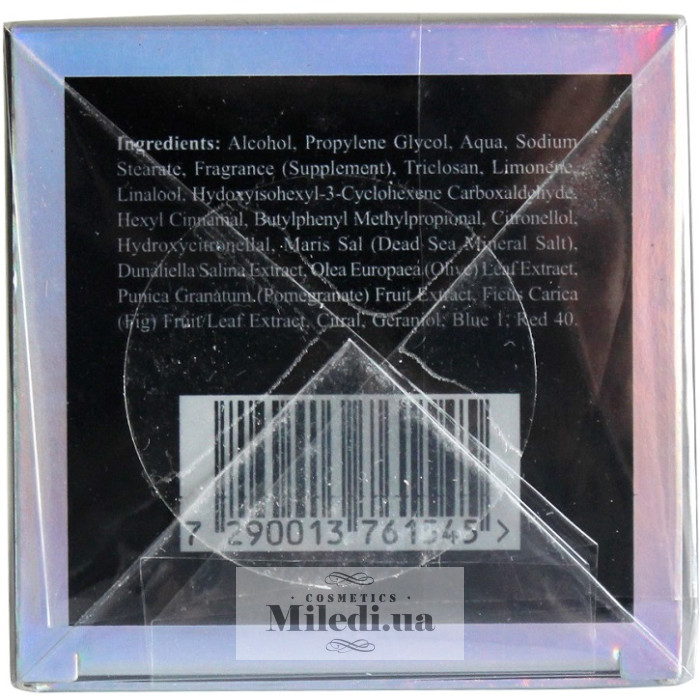 Ingredients: Alcohol, Propylene Glycol, Aqua, Sodium
Stearate, Fragrance (Supplement), Triclosan, Limonene,
Linalool, Hydoxyisohexyl-3-Cyclohexene Carboxaldehyde,
Hexyl Cinnamal, Butylphenyl Methylpropional, Citronellol,
Hydroxycitronellal, Maris Sal (Dead Sea Mineral Salt),
Dunaliella Salina Extract, Olea Europaea (Olive) Leaf Extract,
Punica Granatum (Pomegranate) Fruit Extract, Ficus Carica
(Fig) Fruit/Leaf Extract, Citral, Geraniol, Blue 1, Red 40.
7 290013 761545 >
· COSMETICS ·
Miledi.ua